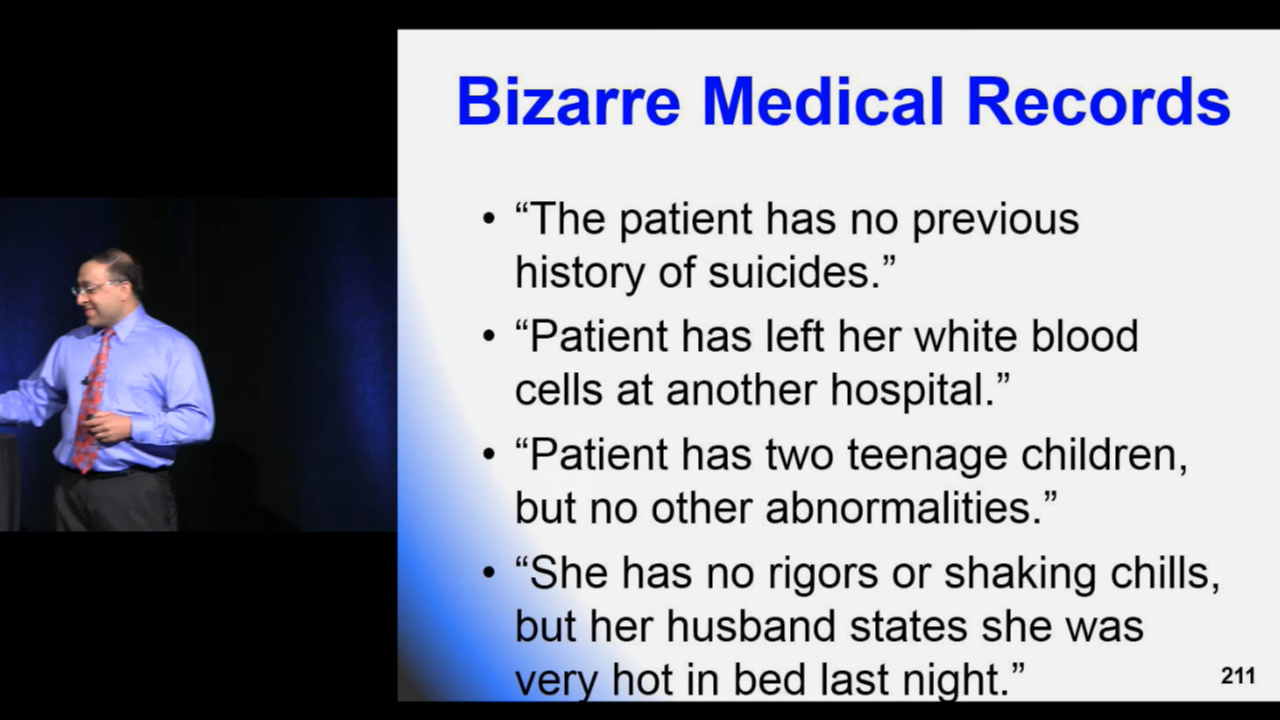 Bizarre Medical Records
• “The patient has no previous
history of suicides.”
• “Patient has left her white blood
cells at another hospital.”
• “Patient has two teenage children,
but no other abnormalities.”
• “She has no rigors or shaking chills,
but her husband states she was
very hot in bed last night.”
211